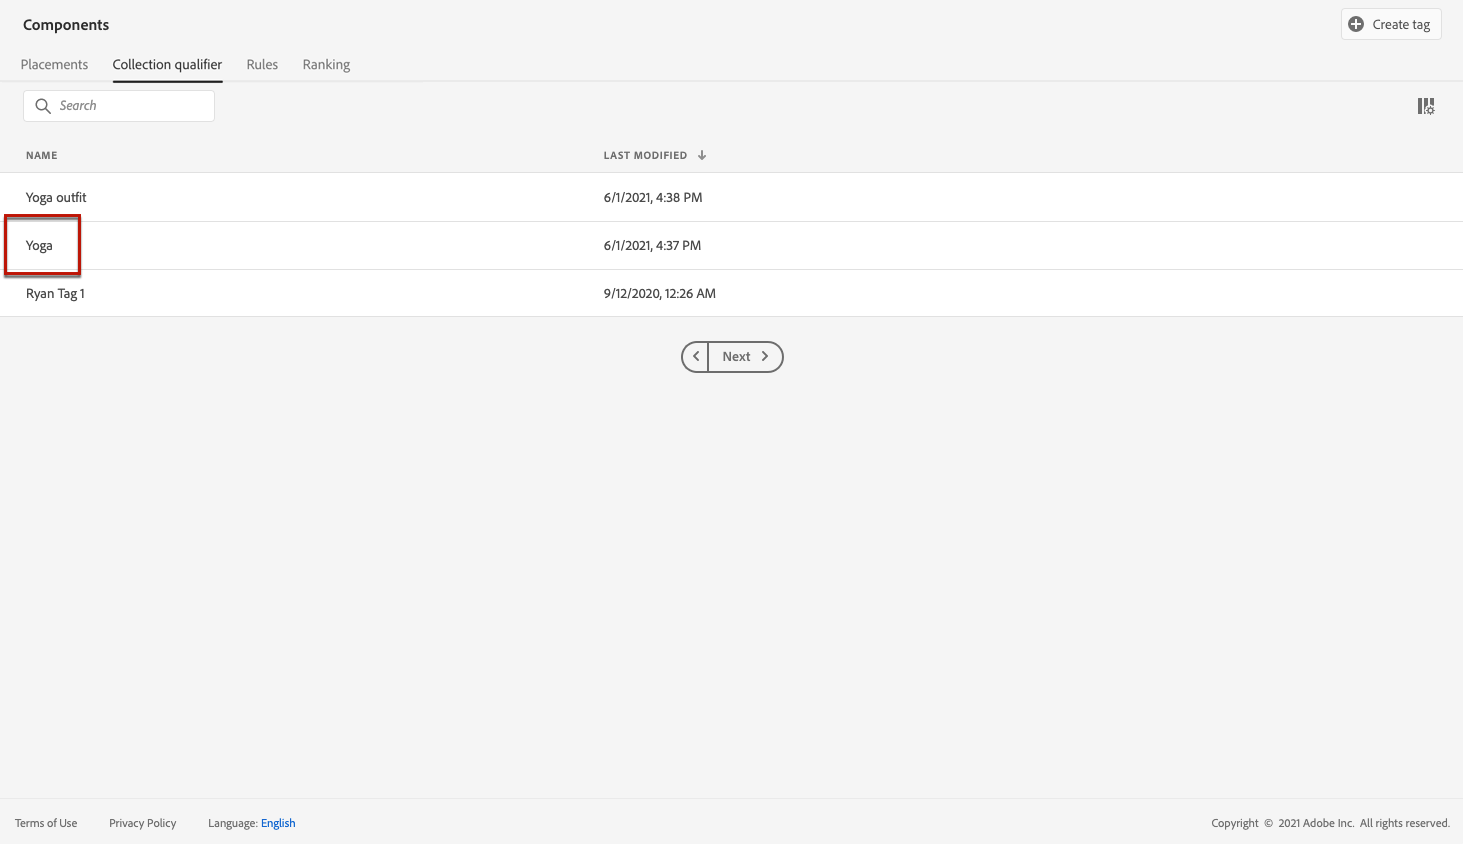 Components
Create tag
Placements Collection qualifier Rules Ranking
Search
NAME LAST MODIFIED
Yoga outfit 6/1/2021, 4:38 PM
Yoga 6/1/2021, 4:37 PM
Ryan Tag 1 9/12/2020, 12:26 AM
Next
Terms of Use Privacy Policy Language: English Copyright © 2021 Adobe Inc. All rights reserved.